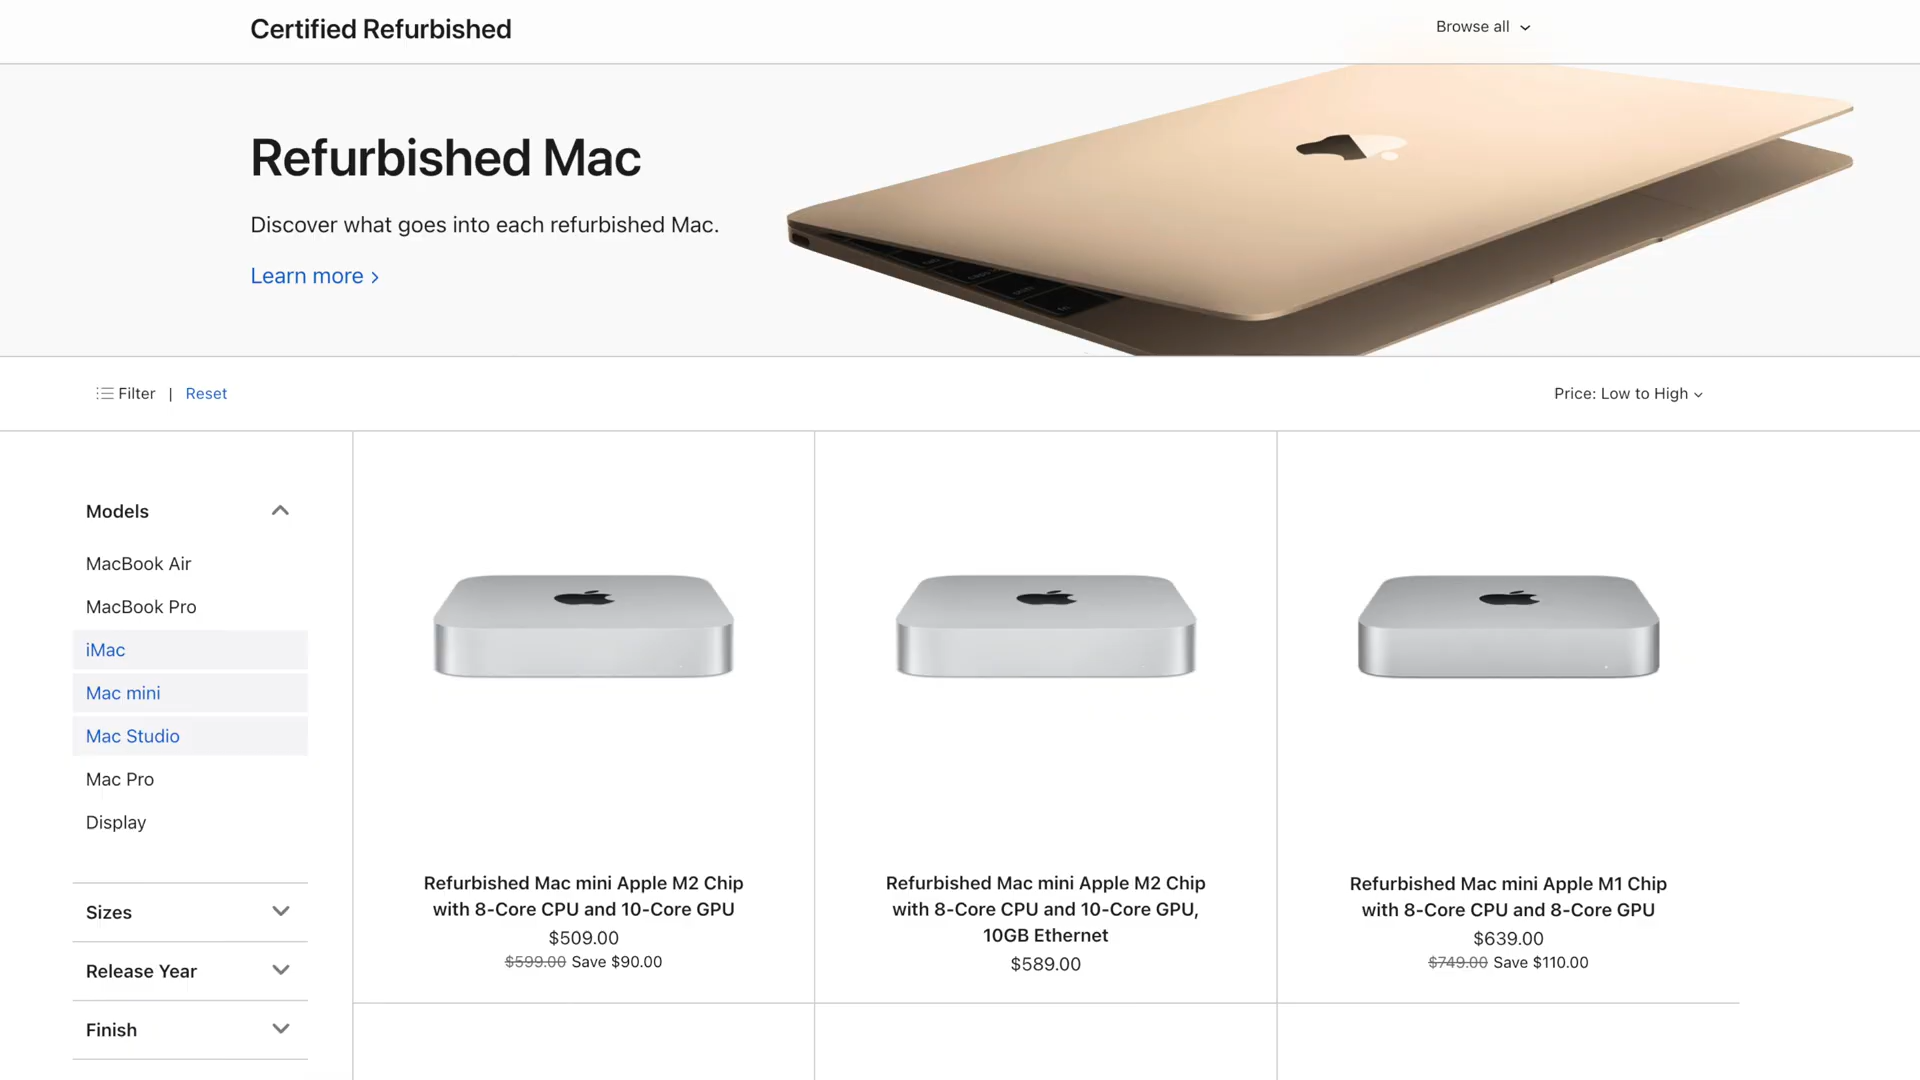 Certified Refurbished
Browse all
Refurbished Mac
Discover what goes into each refurbished Mac.
Learn more
Filter | Reset
Price: Low to High
Models
MacBook Air
MacBook Pro
iMac
Mac mini
Mac Studio
Mac Pro
Display
Sizes
Release Year
Finish
Refurbished Mac mini Apple M2 Chip
with 8-Core CPU and 10-Core GPU
$509.00
$599.00 Save $90.00
Refurbished Mac mini Apple M2 Chip
with 8-Core CPU and 10-Core GPU,
10GB Ethernet
$589.00
Refurbished Mac mini Apple M1 Chip
with 8-Core CPU and 8-Core GPU
$639.00
$749.00 Save $110.00